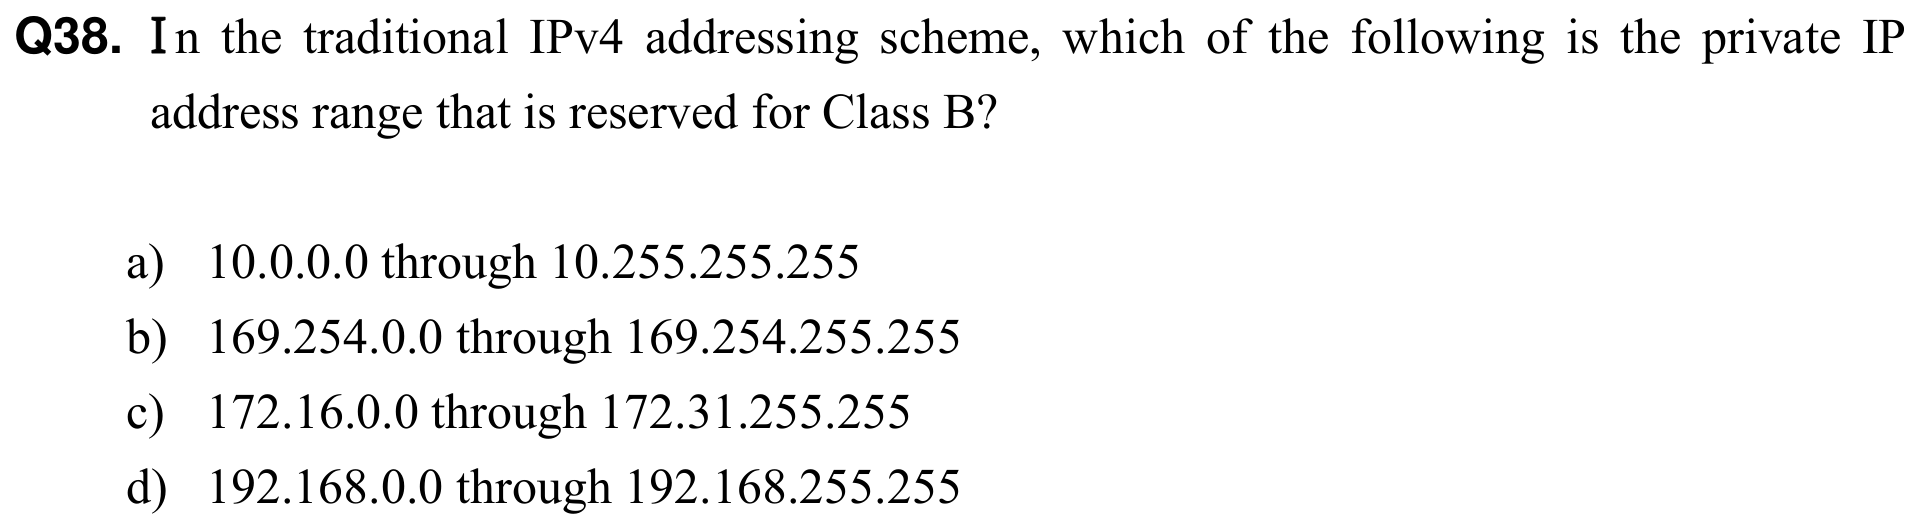 Q38. In the traditional IPv4 addressing scheme, which of the following is the private IP
address range that is reserved for Class B?
a) 10.0.0.0 through 10.255.255.255
b) 169.254.0.0 through 169.254.255.255
c) 172.16.0.0 through 172.31.255.255
d) 192.168.0.0 through 192.168.255.255